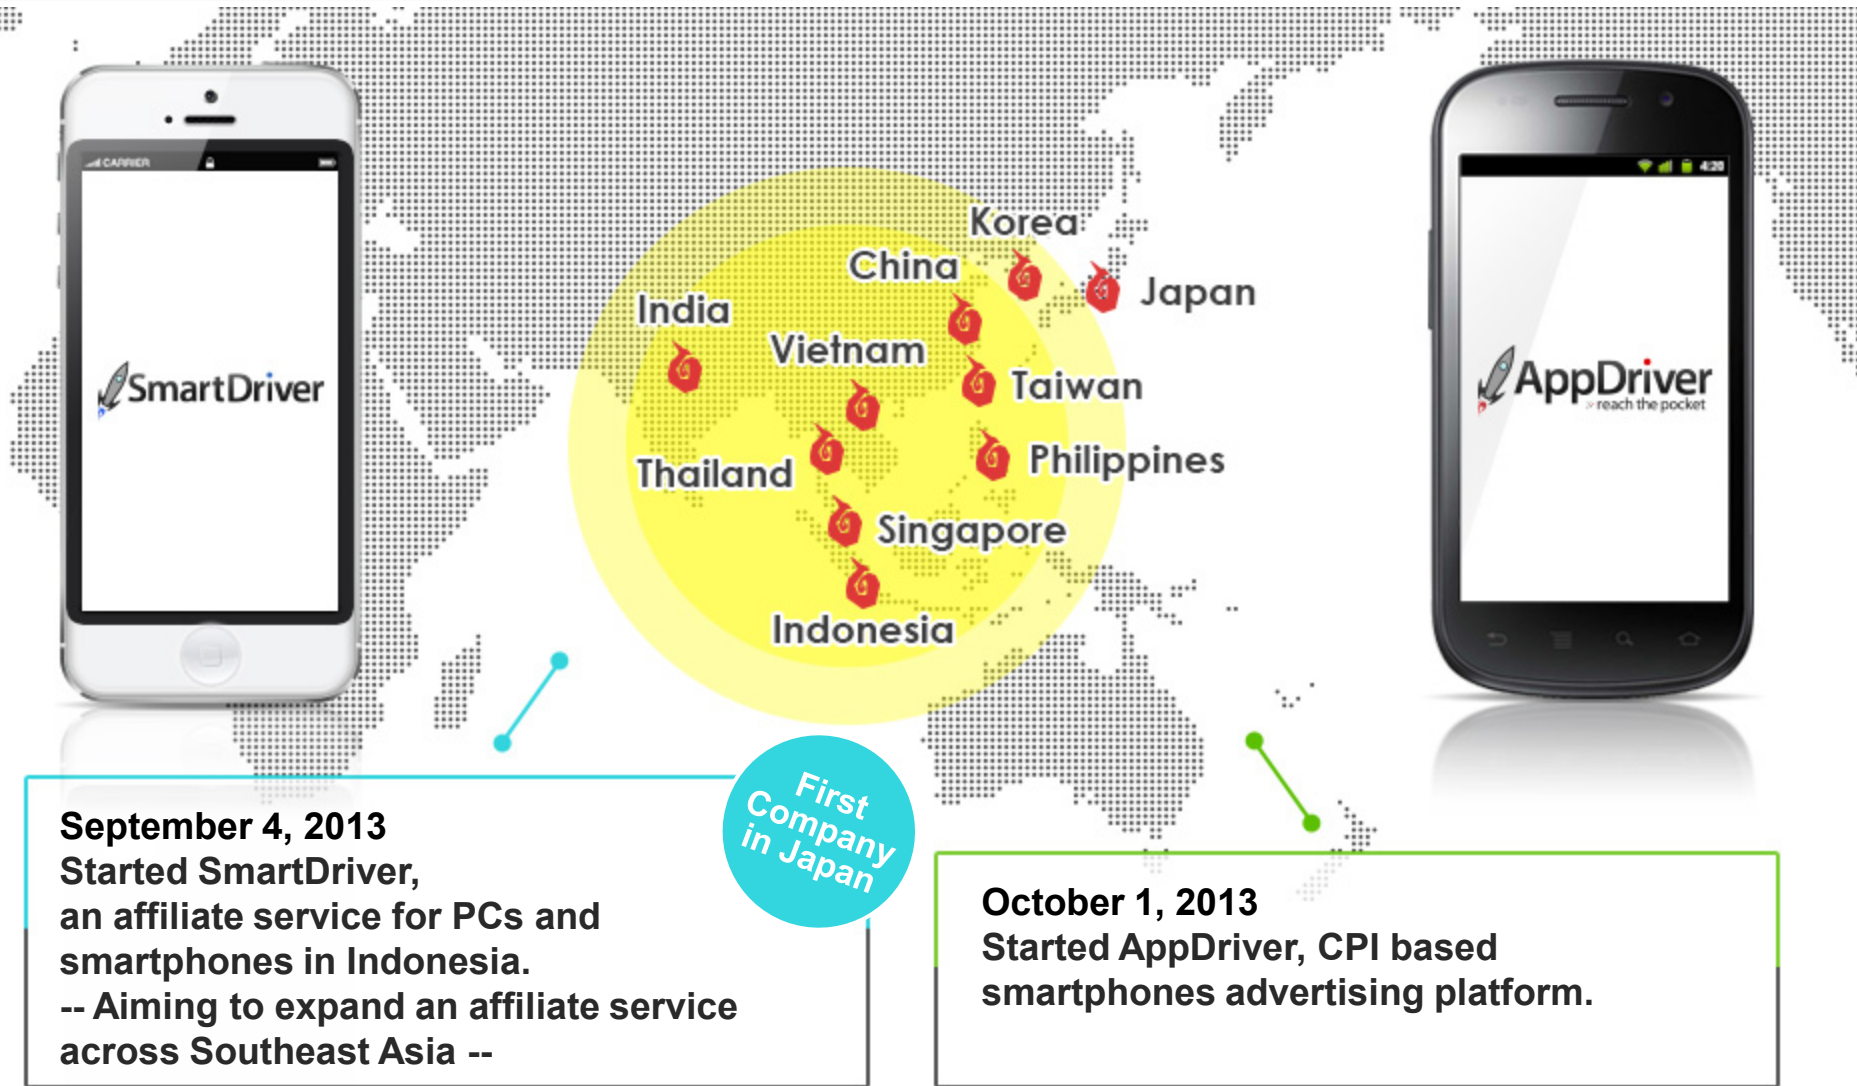 CARRIER
SmartDriver
Korea
China
Japan
India
Vietnam
Taiwan
Thailand
Philippines
Singapore
Indonesia
4:20
AppDriver
» reach the pocket
First
Company
in Japan
September 4, 2013
Started SmartDriver,
an affiliate service for PCs and
smartphones in Indonesia.
-- Aiming to expand an affiliate service
across Southeast Asia --
October 1, 2013
Started AppDriver, CPI based
smartphones advertising platform.